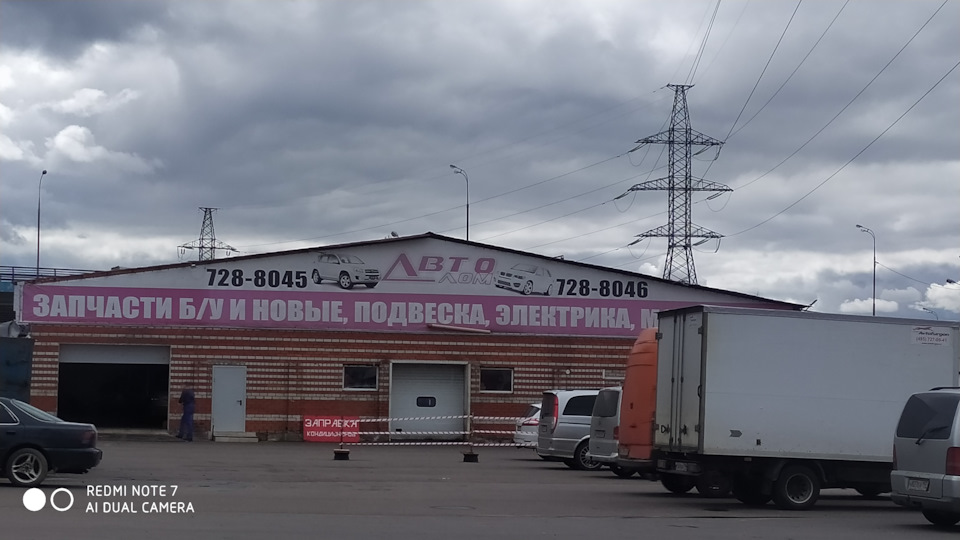 728-8045 АВТО ДОМ 728-8046
ЗАПЧАСТИ Б/У И НОВЫЕ, ПОДВЕСКА, ЭЛЕКТРИКА, М
ЗАПРАВКА
КОНДИЦИОНЕРОВ
REDMI NOTE 7
AI DUAL CAMERA